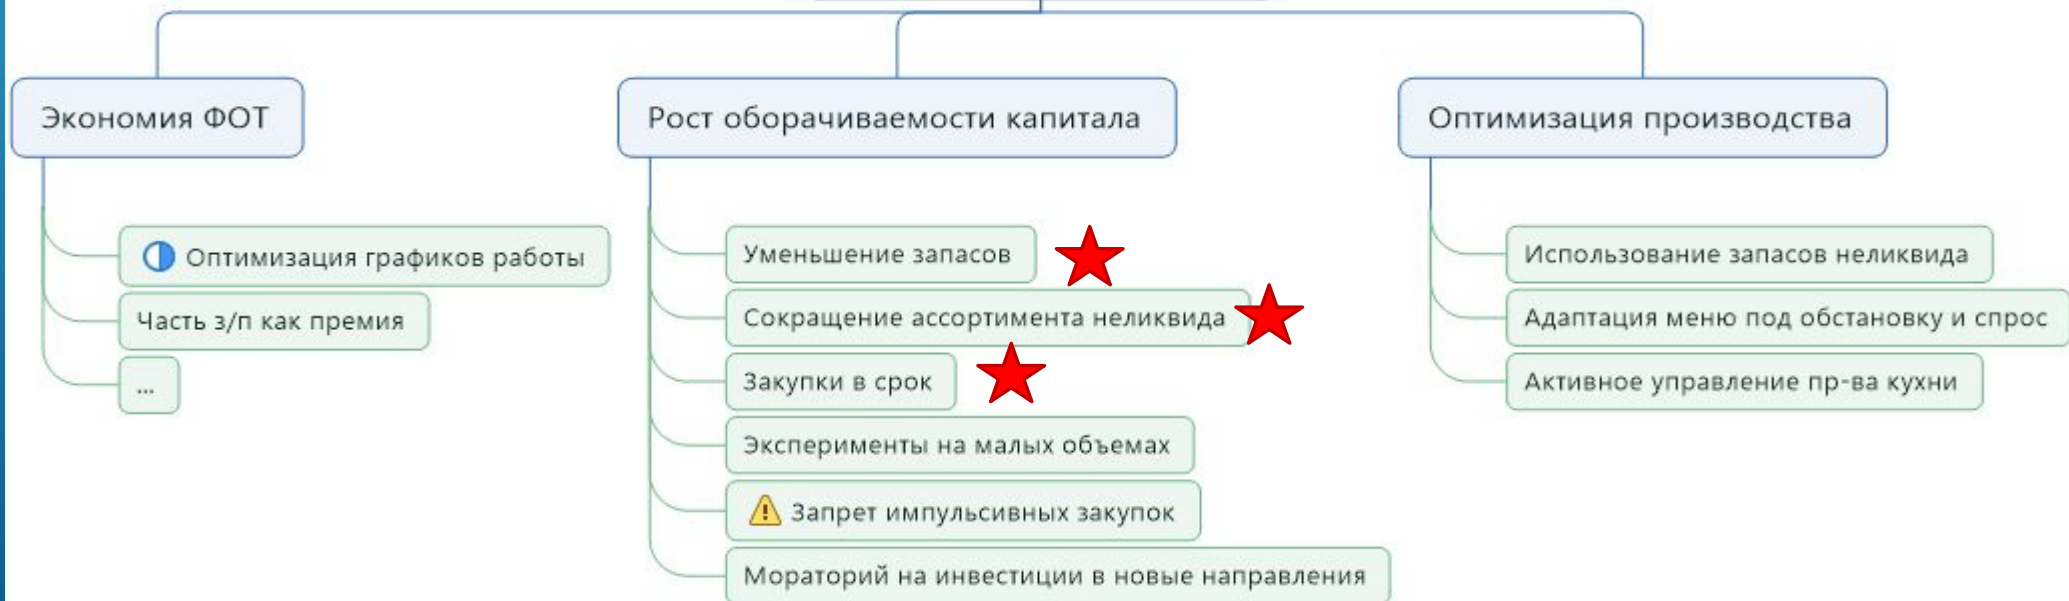 Экономия ФОТ
Оптимизация графиков работы
Часть з/п как премия
...
Рост оборачиваемости капитала
Уменьшение запасов
Сокращение ассортимента неликвида
Закупки в срок
Эксперименты на малых объемах
Запрет импульсивных закупок
Мораторий на инвестиции в новые направления
Оптимизация производства
Использование запасов неликвида
Адаптация меню под обстановку и спрос
Активное управление пр-ва кухни